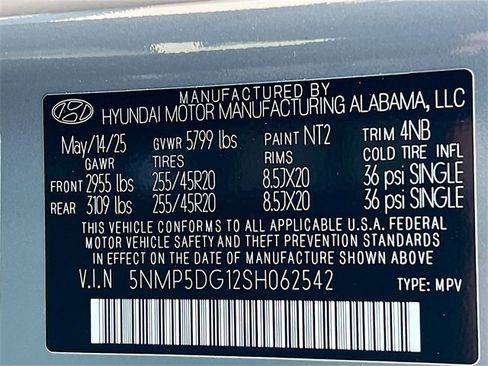 MANUFACTURED BY
HYUNDAI MOTOR MANUFACTURING ALABAMA, LLC
May/14/25 GVWR 5799 lbs PAINT NT2 TRIM 4NB
GAWR TIRES RIMS COLD TIRE INFL
FRONT 2955 lbs 255/45R20 8.5JX20 36 psi SINGLE
REAR 3109 lbs 255/45R20 8.5JX20 36 psi SINGLE
THIS VEHICLE CONFORMS TO ALL APPLICABLE U.S.A. FEDERAL
MOTOR VEHICLE SAFETY AND THEFT PREVENTION STANDARDS
IN EFFECT ON THE DATE OF MANUFACTURE SHOWN ABOVE.
V.I.N 5NMP5DG12SH062542 TYPE: MPV